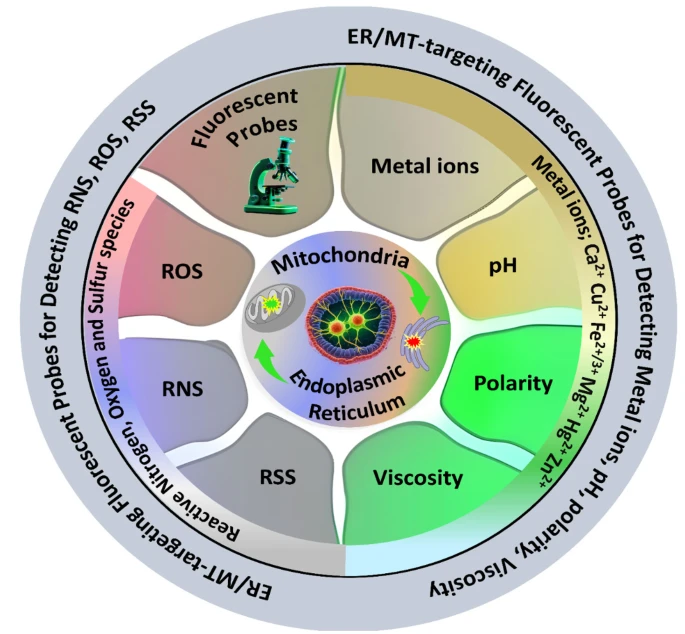 ER/MT-targeting Fluorescent Probes for Detecting Metal ions, pH, polarity, Viscosity
ER/MT-targeting Fluorescent Probes for Detecting RNS, ROS, RSS
Metal ions; Ca²⁺ Cu²⁺ Fe²⁺/³⁺ Mg²⁺ Hg²⁺ Zn²⁺
Reactive Nitrogen, Oxygen and Sulfur species
Fluorescent
Probes
Metal ions
ROS
pH
RNS
Polarity
RSS
Viscosity
Mitochondria
Endoplasmic
Reticulum